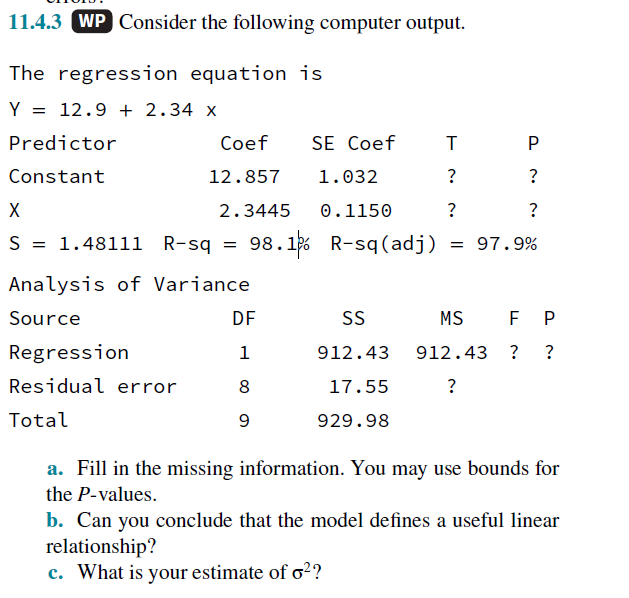 11.4.3 WP Consider the following computer output.
The regression equation is
Y = 12.9 + 2.34 x
Predictor Coef SE Coef T P
Constant 12.857 1.032 ? ?
X 2.3445 0.1150 ? ?
S = 1.48111 R-sq = 98.1% R-sq(adj) = 97.9%
Analysis of Variance
Source DF SS MS F P
Regression 1 912.43 912.43 ? ?
Residual error 8 17.55 ?
Total 9 929.98
a. Fill in the missing information. You may use bounds for
the P-values.
b. Can you conclude that the model defines a useful linear
relationship?
c. What is your estimate of σ²?